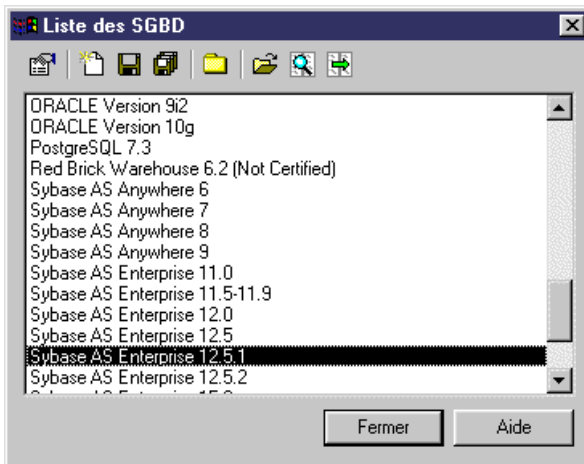 Liste des SGBD
ORACLE Version 9i2
ORACLE Version 10g
PostgreSQL 7.3
Red Brick Warehouse 6.2 (Not Certified)
Sybase AS Anywhere 6
Sybase AS Anywhere 7
Sybase AS Anywhere 8
Sybase AS Anywhere 9
Sybase AS Enterprise 11.0
Sybase AS Enterprise 11.5-11.9
Sybase AS Enterprise 12.0
Sybase AS Enterprise 12.5
Sybase AS Enterprise 12.5.1
Sybase AS Enterprise 12.5.2
Fermer
Aide